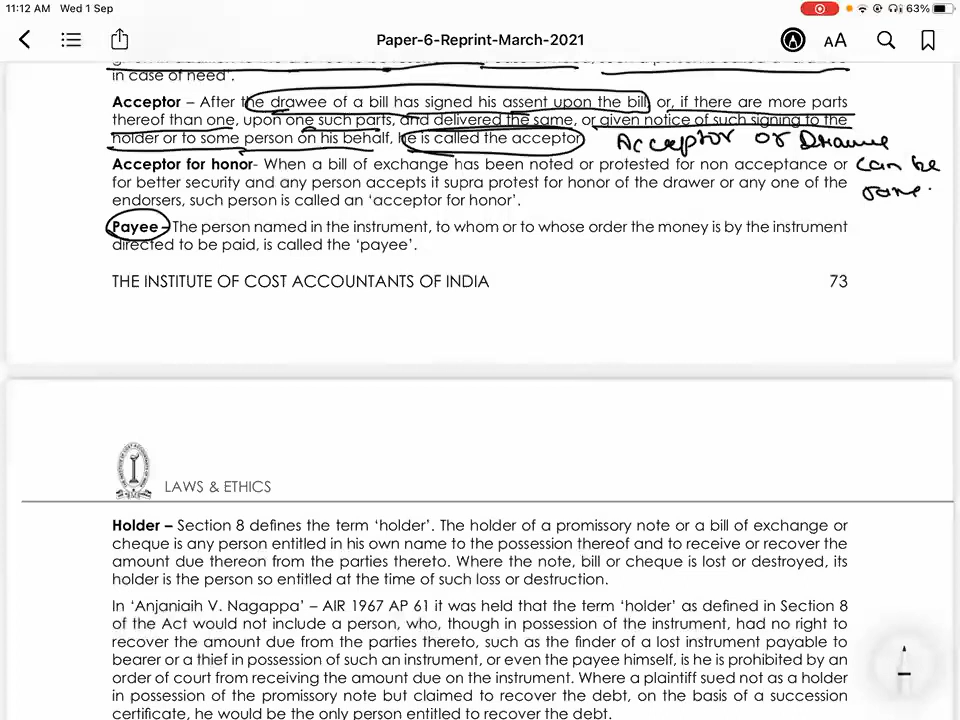 11:12 AM Wed 1 Sep
63%
Paper-6-Reprint-March-2021
AA
in case of need'.
Acceptor – After the drawee of a bill has signed his assent upon the bill, or, if there are more parts
thereof than one, upon one such parts, and delivered the same, or given notice of such signing to the
holder or to some person on his behalf, he is called the acceptor
Acceptor or Drawee
can be
same.
Acceptor for honor- When a bill of exchange has been noted or protested for non acceptance or
for better security and any person accepts it supra protest for honor of the drawer or any one of the
endorsers, such person is called an 'acceptor for honor'.
Payee – The person named in the instrument, to whom or to whose order the money is by the instrument
directed to be paid, is called the 'payee'.
THE INSTITUTE OF COST ACCOUNTANTS OF INDIA 73
LAWS & ETHICS
Holder – Section 8 defines the term 'holder'. The holder of a promissory note or a bill of exchange or
cheque is any person entitled in his own name to the possession thereof and to receive or recover the
amount due thereon from the parties thereto. Where the note, bill or cheque is lost or destroyed, its
holder is the person so entitled at the time of such loss or destruction.
In 'Anjaniaih V. Nagappa' – AIR 1967 AP 61 it was held that the term 'holder' as defined in Section 8
of the Act would not include a person, who, though in possession of the instrument, had no right to
recover the amount due from the parties thereto, such as the finder of a lost instrument payable to
bearer or a thief in possession of such an instrument, or even the payee himself, is he is prohibited by an
order of court from receiving the amount due on the instrument. Where a plaintiff sued not as a holder
in possession of the promissory note but claimed to recover the debt, on the basis of a succession
certificate, he would be the only person entitled to recover the debt.